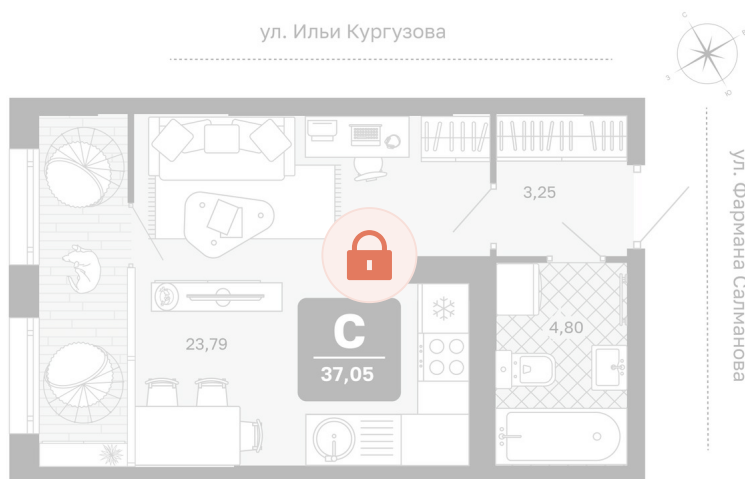 ул. Ильи Кургузова
С
В
З
Ю
ул. Фармана Салманова
3,25
4,80
23,79
С
37,05